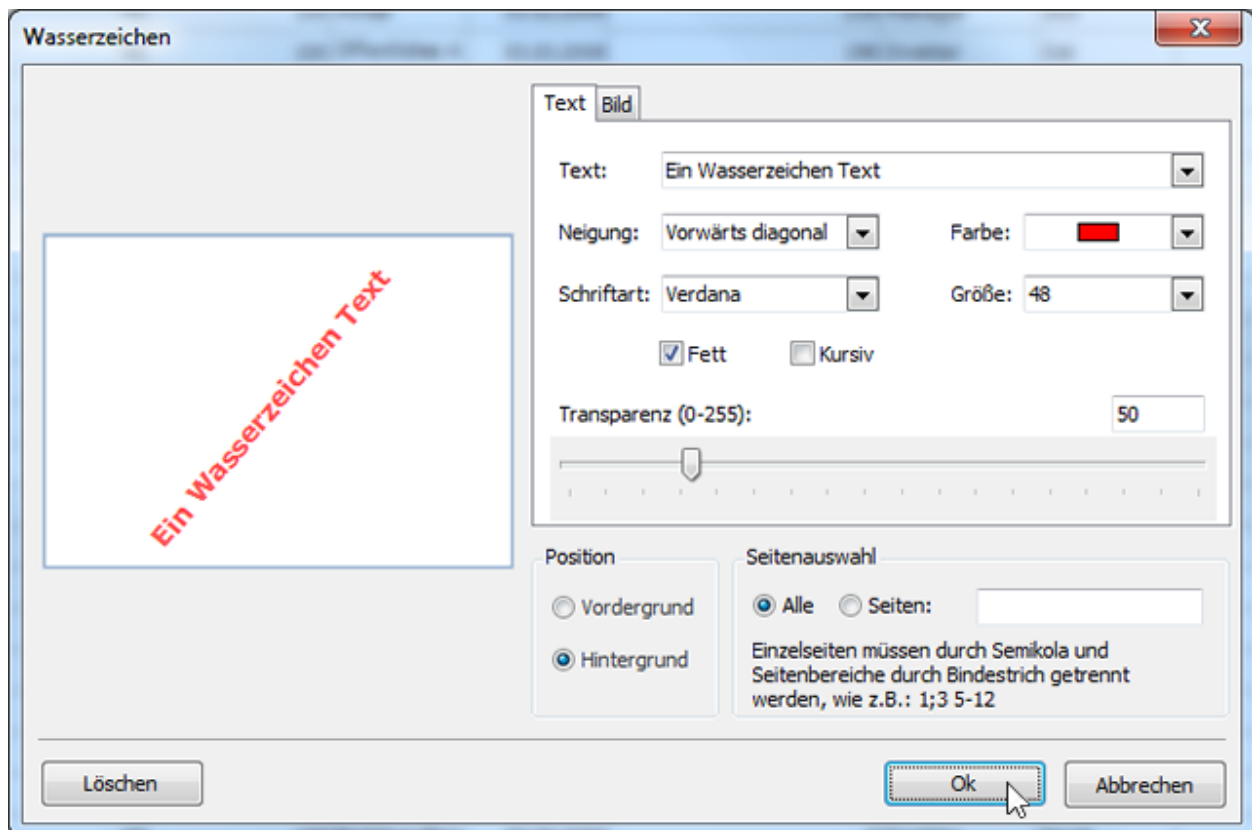 Wasserzeichen
Text Bild
Text: Ein Wasserzeichen Text
Neigung: Vorwärts diagonal Farbe:
Schriftart: Verdana Größe: 48
Fett Kursiv
Transparenz (0-255): 50
Ein Wasserzeichen Text
Position
Vordergrund
Hintergrund
Seitenauswahl
Alle Seiten:
Einzelseiten müssen durch Semikola und
Seitenbereiche durch Bindestrich getrennt
werden, wie z.B.: 1;3 5-12
Löschen Ok Abbrechen